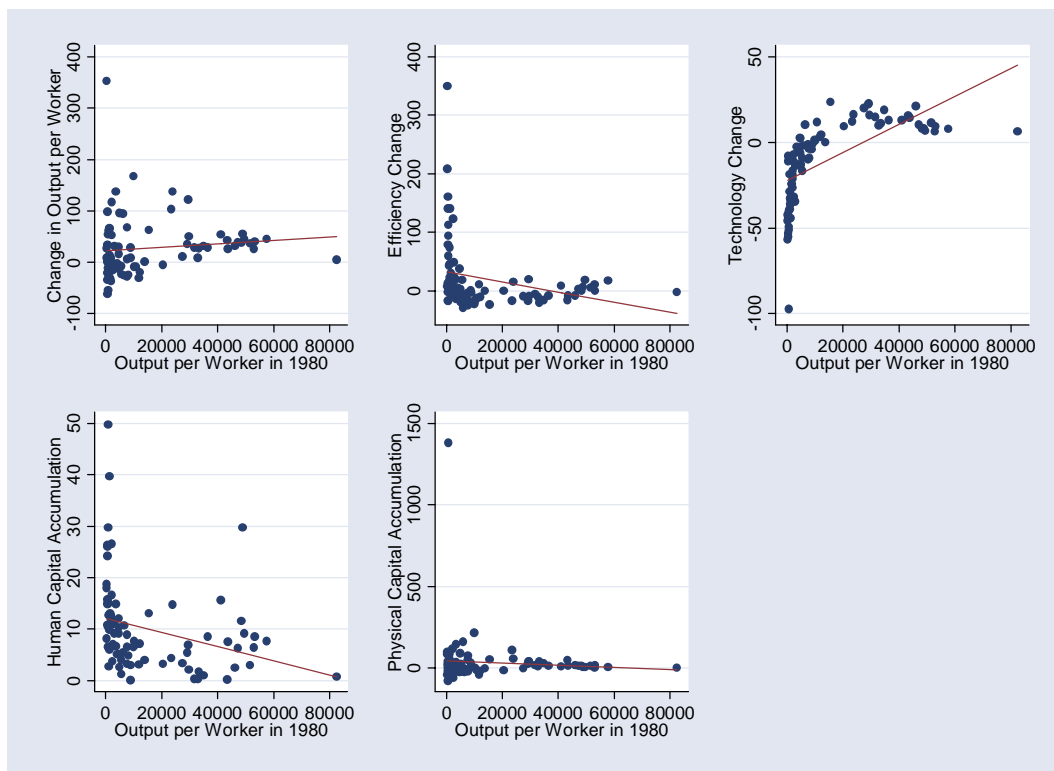 Change in Output per Worker
400
300
200
100
0
-100
0 20000 40000 60000 80000
Output per Worker in 1980
Efficiency Change
400
300
200
100
0
0 20000 40000 60000 80000
Output per Worker in 1980
Technology Change
50
0
-50
-100
0 20000 40000 60000 80000
Output per Worker in 1980
Human Capital Accumulation
50
40
30
20
10
0
0 20000 40000 60000 80000
Output per Worker in 1980
Physical Capital Accumulation
1500
1000
500
0
0 20000 40000 60000 80000
Output per Worker in 1980